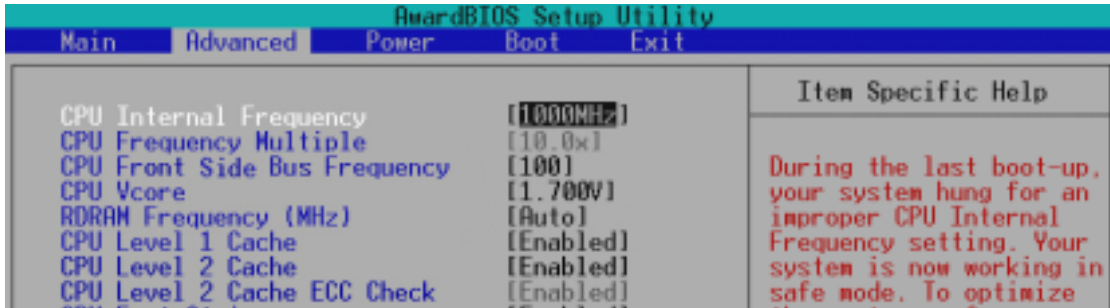 AwardBIOS Setup Utility
Main Advanced Power Boot Exit
CPU Internal Frequency [1000MHz]
CPU Frequency Multiple [10.0x]
CPU Front Side Bus Frequency [100]
CPU Vcore [1.700V]
RDRAM Frequency (MHz) [Auto]
CPU Level 1 Cache [Enabled]
CPU Level 2 Cache [Enabled]
CPU Level 2 Cache ECC Check [Enabled]
Item Specific Help
During the last boot-up,
your system hung for an
improper CPU Internal
Frequency setting. Your
system is now working in
safe mode. To optimize